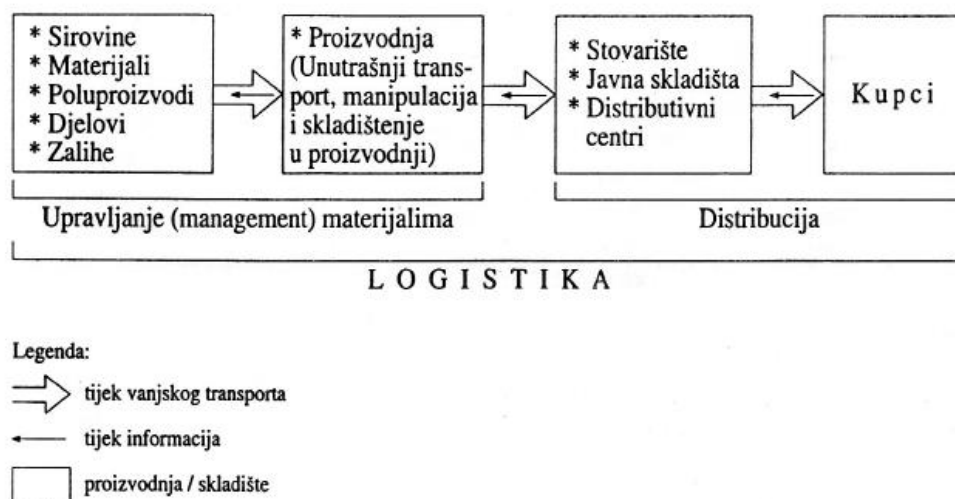 * Sirovine
* Materijali
* Poluproizvodi
* Djelovi
* Zalihe
* Proizvodnja
(Unutrašnji trans-
port, manipulacija
i skladištenje
u proizvodnji)
* Stovarište
* Javna skladišta
* Distributivni
centri
Kupci
Upravljanje (management) materijalima
Distribucija
LOGISTIKA
Legenda:
tijek vanjskog transporta
tijek informacija
proizvodnja / skladište